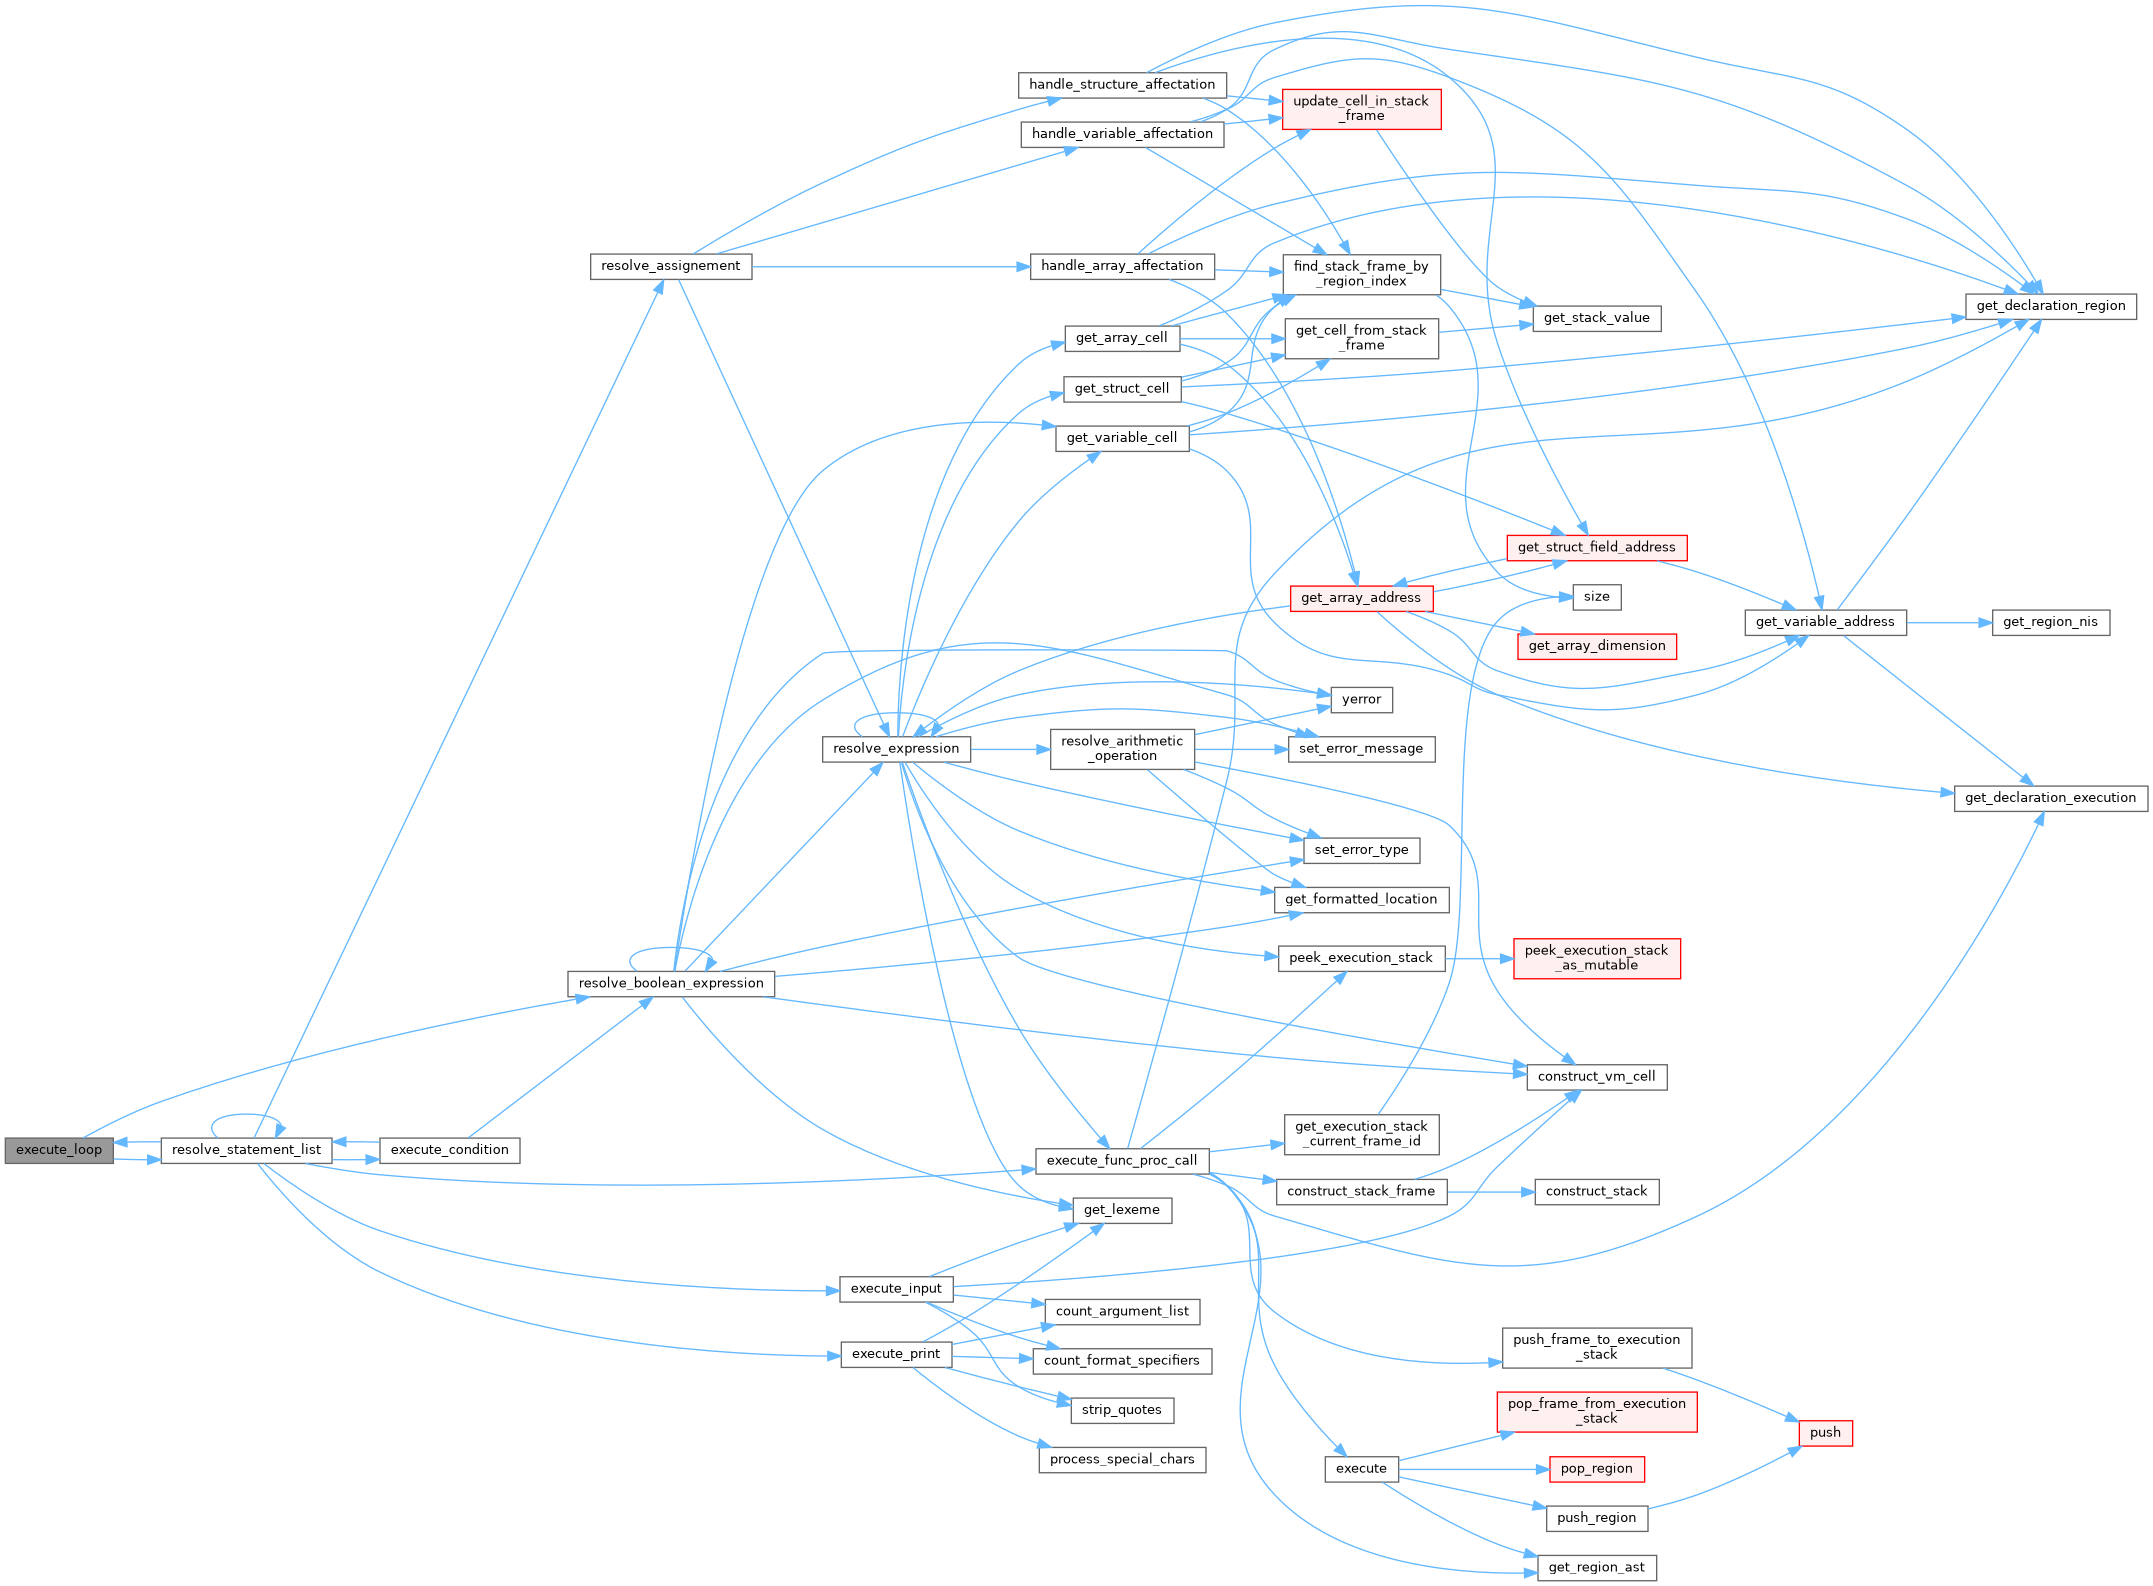 handle_structure_affectation
update_cell_in_stack
_frame
handle_variable_affectation
resolve_assignement
handle_array_affectation
find_stack_frame_by
_region_index
get_declaration_region
get_stack_value
get_array_cell
get_cell_from_stack
_frame
get_struct_cell
get_variable_cell
get_struct_field_address
get_array_address
size
get_variable_address
get_region_nis
get_array_dimension
yerror
resolve_expression
resolve_arithmetic
_operation
set_error_message
get_declaration_execution
set_error_type
get_formatted_location
peek_execution_stack
peek_execution_stack
_as_mutable
resolve_boolean_expression
construct_vm_cell
execute_loop
resolve_statement_list
execute_condition
get_execution_stack
_current_frame_id
execute_func_proc_call
construct_stack_frame
construct_stack
get_lexeme
execute_input
count_argument_list
execute_print
count_format_specifiers
push_frame_to_execution
_stack
strip_quotes
pop_frame_from_execution
_stack
push
process_special_chars
execute
pop_region
push_region
get_region_ast